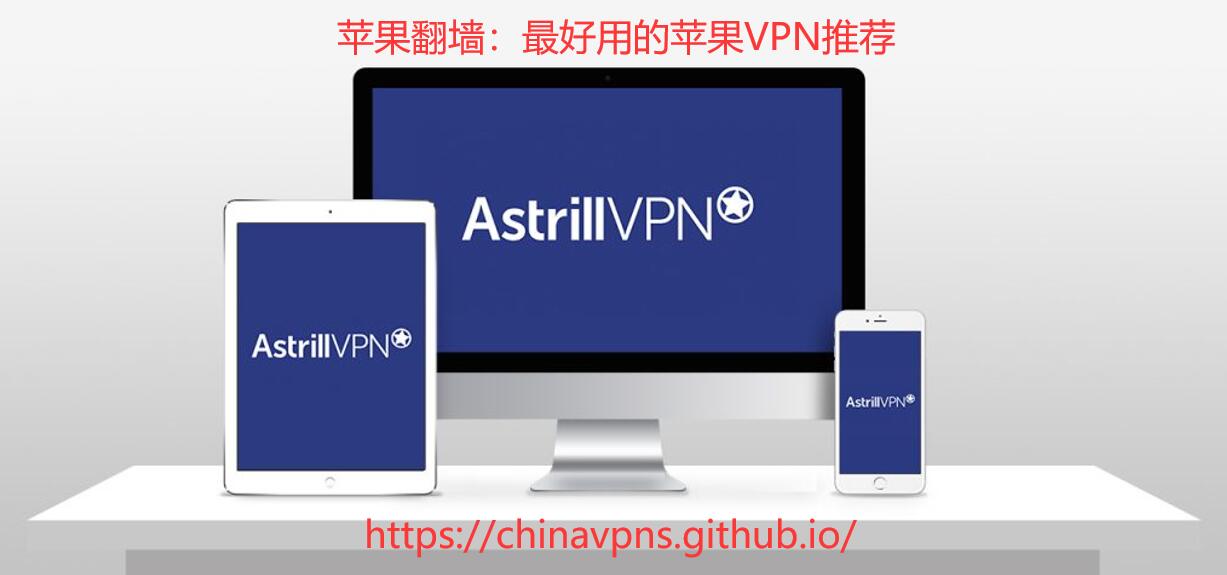 苹果翻墙：最好用的苹果VPN推荐
AstrillVPN
AstrillVPN
AstrillVPN
https://chinavpns.github.io/